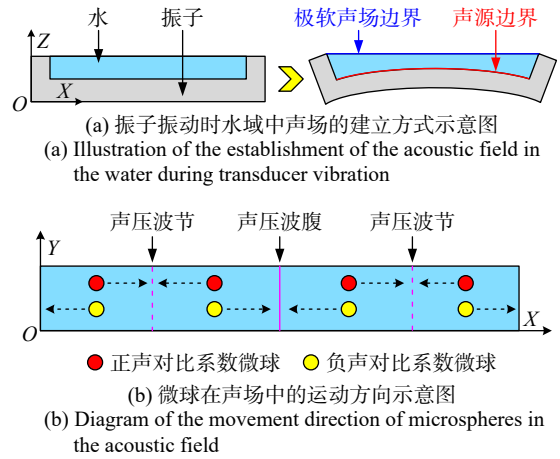 水 振子 极软声场边界 声源边界
Z
X
O
(a) 振子振动时水域中声场的建立方式示意图
(a) Illustration of the establishment of the acoustic field in
the water during transducer vibration
声压波节 声压波腹 声压波节
Y
O X
正声对比系数微球 负声对比系数微球
(b) 微球在声场中的运动方向示意图
(b) Diagram of the movement direction of microspheres in
the acoustic field